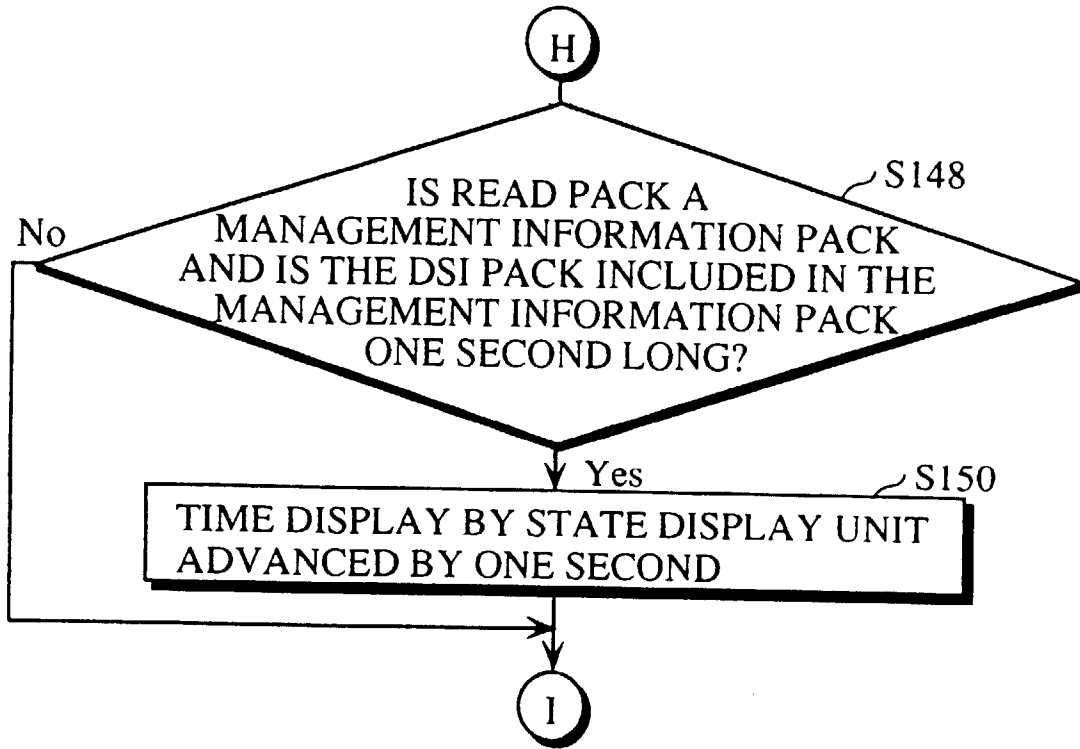 H
S148
IS READ PACK A
MANAGEMENT INFORMATION PACK
AND IS THE DSI PACK INCLUDED IN THE
MANAGEMENT INFORMATION PACK
ONE SECOND LONG?
No
Yes
S150
TIME DISPLAY BY STATE DISPLAY UNIT
ADVANCED BY ONE SECOND
I